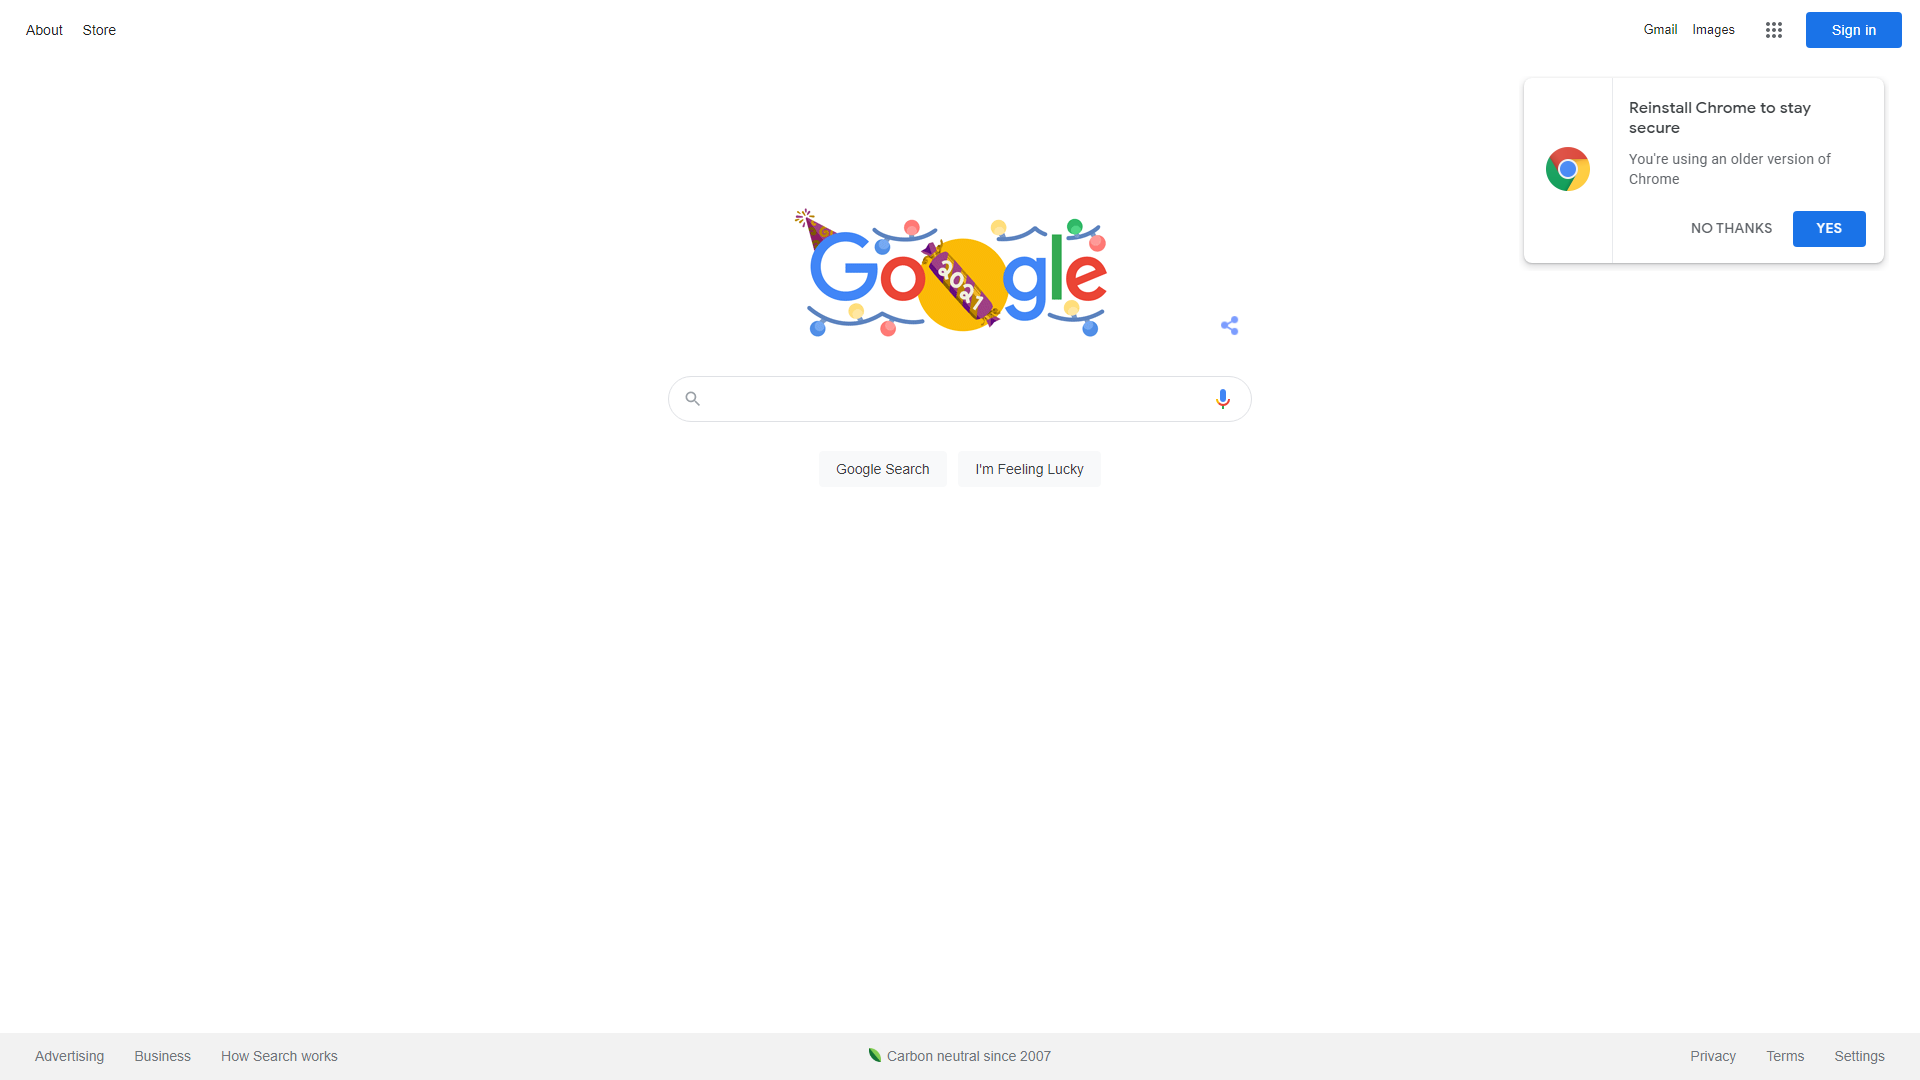 About Store
Gmail Images Sign in
Reinstall Chrome to stay
secure
You're using an older version of
Chrome
NO THANKS YES
Google
2021
Google Search I'm Feeling Lucky
Advertising Business How Search works
Carbon neutral since 2007
Privacy Terms Settings